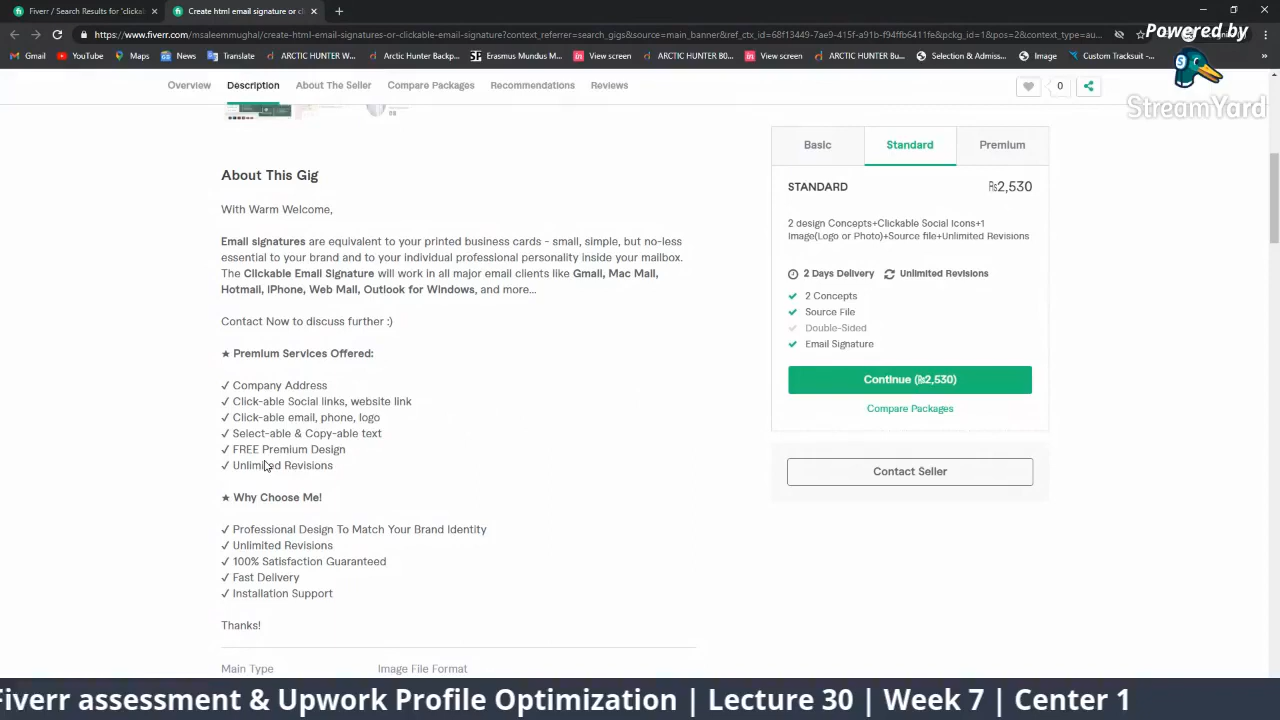 Fiverr / Search Results for 'clickal
Create html email signatures or
https://www.fiverr.com/msaleemmughal/create-html-email-signatures-or-clickable-email-signature?context_referrer=search_gigs&source=main_banner&ref_ctx_id=68f13449-7ae9-415f-a91b-f94ffb6411fe&pckg_id=1&pos=2&context_type=au...
Powered by
Gmail YouTube Maps News Translate ARCTIC HUNTER W... Arctic Hunter Backp... Erasmus Mundus M... View screen ARCTIC HUNTER 80... View screen ARCTIC HUNTER Bu... Selection & Admissi... Image Custom Tracksuit -...
StreamYard
Overview Description About The Seller Compare Packages Recommendations Reviews 0
Basic Standard Premium
About This Gig
STANDARD ₨2,530
With Warm Welcome,
2 design Concepts+Clickable Social Icons+1
Image(Logo or Photo)+Source file+Unlimited Revisions
Email signatures are equivalent to your printed business cards - small, simple, but no-less
essential to your brand and to your individual professional personality inside your mailbox.
The Clickable Email Signature will work in all major email clients like Gmail, Mac Mail,
Hotmail, iPhone, Web Mail, Outlook for Windows, and more...
2 Days Delivery Unlimited Revisions
2 Concepts
Source File
Double-Sided
Email Signature
Contact Now to discuss further :)
★ Premium Services Offered:
Continue (₨2,530)
Compare Packages
✓ Company Address
✓ Click-able Social links, website link
✓ Click-able email, phone, logo
✓ Select-able & Copy-able text
✓ FREE Premium Design
✓ Unlimited Revisions
Contact Seller
★ Why Choose Me!
✓ Professional Design To Match Your Brand Identity
✓ Unlimited Revisions
✓ 100% Satisfaction Guaranteed
✓ Fast Delivery
✓ Installation Support
Thanks!
Main Type Image File Format
Fiverr assessment & Upwork Profile Optimization | Lecture 30 | Week 7 | Center 1